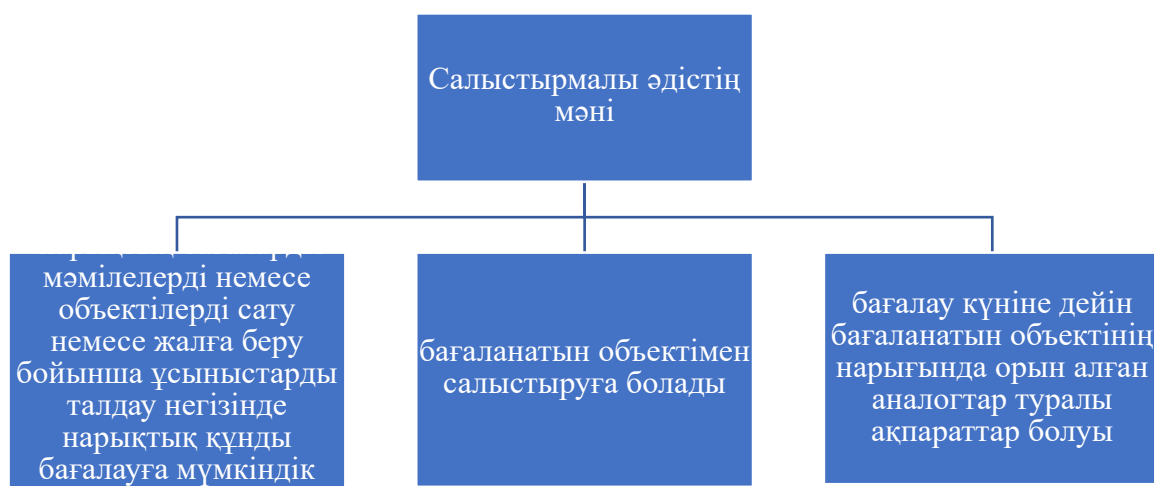 Салыстырмалы әдістің
мәні
мәмілелерді немесе
объектілерді сату
немесе жалға беру
бойынша ұсыныстарды
талдау негізінде
нарықтық құнды
бағалауға мүмкіндік
бағаланатын объектімен
салыстыруға болады
бағалау күніне дейін
бағаланатын объектінің
нарығында орын алған
аналогтар туралы
ақпараттар болуы